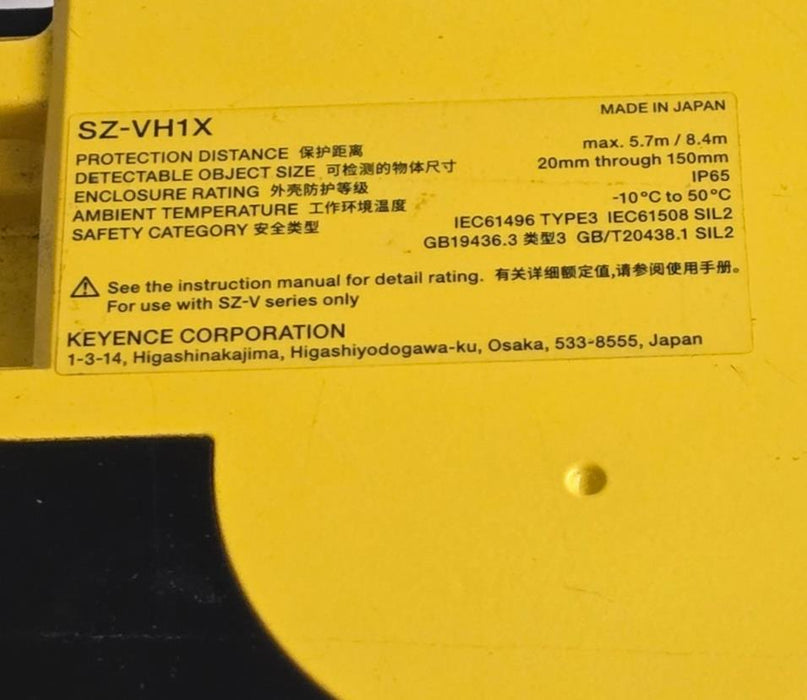 MADE IN JAPAN
SZ-VH1X
PROTECTION DISTANCE 保护距离 max. 5.7m / 8.4m
DETECTABLE OBJECT SIZE 可检测的物体尺寸 20mm through 150mm
ENCLOSURE RATING 外壳防护等级 IP65
AMBIENT TEMPERATURE 工作环境温度 -10°C to 50°C
SAFETY CATEGORY 安全类型 IEC61496 TYPE3 IEC61508 SIL2
GB19436.3 类型3 GB/T20438.1 SIL2
See the instruction manual for detail rating. 有关详细额定值,请参阅使用手册。
For use with SZ-V series only
KEYENCE CORPORATION
1-3-14, Higashinakajima, Higashiyodogawa-ku, Osaka, 533-8555, Japan